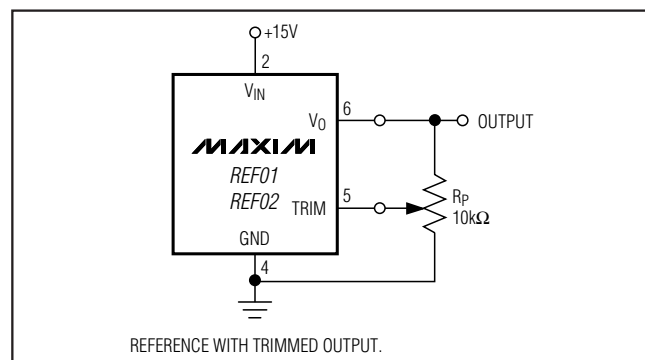 +15V
2
VIN
6
VO
OUTPUT
MAXIM
REF01
REF02
5
TRIM
RP
10kΩ
GND
4
REFERENCE WITH TRIMMED OUTPUT.